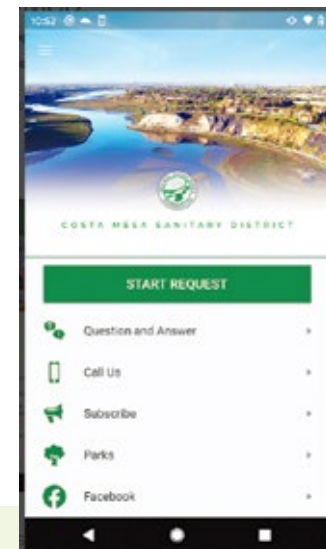 10:52
COSTA MESA SANITARY DISTRICT
START REQUEST
Question and Answer
Call Us
Subscribe
Parks
Facebook